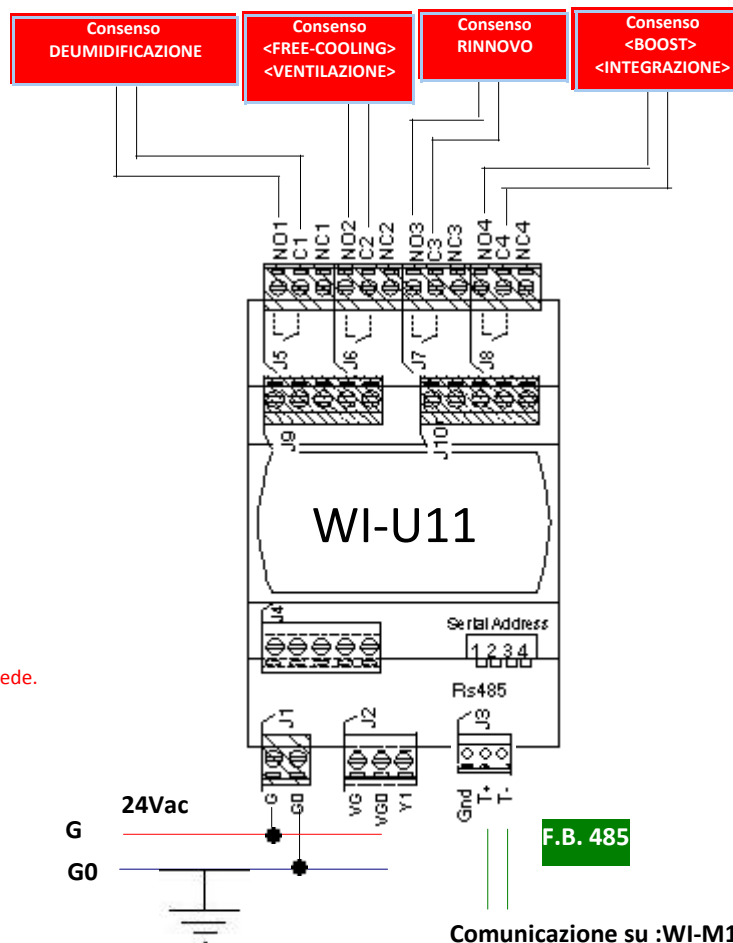 Consenso
DEUMIDIFICAZIONE
Consenso
<FREE-COOLING>
<VENTILAZIONE>
Consenso
RINNOVO
Consenso
<BOOST>
<INTEGRAZIONE>
NO1
C1
NC1
NO2
C2
NC2
NO3
C3
NC3
NO4
C4
NC4
J5
J6
J7
J8
J9
J10
WI-U11
J4
Serial Address
1 2 3 4
Rs485
ede.
J1
J2
J3
G
G0
VG
VG0
Y1
Gnd
T+
T-
24Vac
G
G0
F.B. 485
Comunicazione su :WI-M1